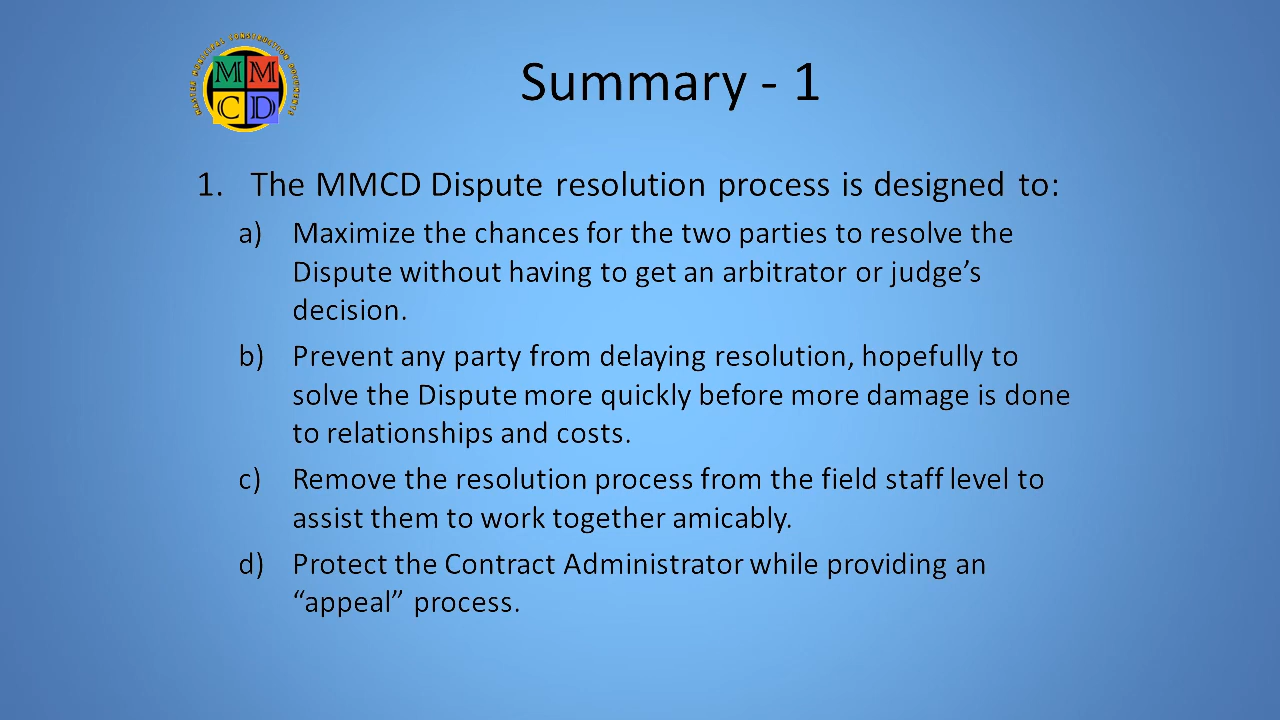 MASTER MUNICIPAL CONSTRUCTION DOCUMENTS
M M
C D
Summary - 1
1. The MMCD Dispute resolution process is designed to:
a) Maximize the chances for the two parties to resolve the
Dispute without having to get an arbitrator or judge’s
decision.
b) Prevent any party from delaying resolution, hopefully to
solve the Dispute more quickly before more damage is done
to relationships and costs.
c) Remove the resolution process from the field staff level to
assist them to work together amicably.
d) Protect the Contract Administrator while providing an
“appeal” process.